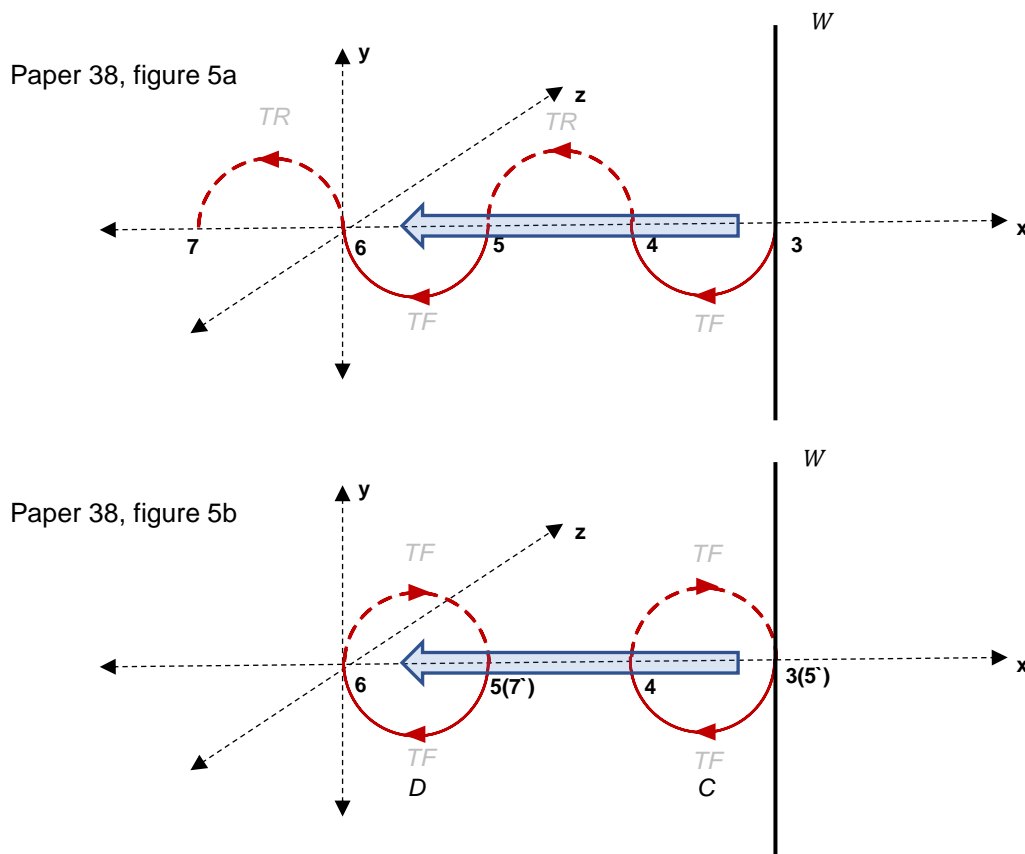 W
Paper 38, figure 5a
y
z
TR
TR
x
7
6
5
4
3
TF
TF
W
Paper 38, figure 5b
y
z
TF
TF
x
6
5(7`)
4
3(5`)
TF
TF
D
C